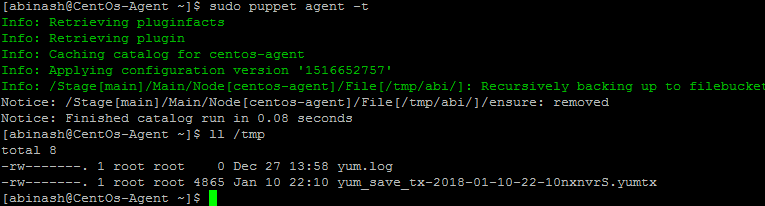 [abinash@CentOs-Agent ~]$ sudo puppet agent -t
Info: Retrieving pluginfacts
Info: Retrieving plugin
Info: Caching catalog for centos-agent
Info: Applying configuration version '1516652757'
Info: /Stage[main]/Main/Node[centos-agent]/File[/tmp/abi/]: Recursively backing up to filebucket
Notice: /Stage[main]/Main/Node[centos-agent]/File[/tmp/abi/]/ensure: removed
Notice: Finished catalog run in 0.08 seconds
[abinash@CentOs-Agent ~]$ ll /tmp
total 8
-rw-------. 1 root root    0 Dec 27 13:58 yum.log
-rw-------. 1 root root 4865 Jan 10 22:10 yum_save_tx-2018-01-10-22-10nxnvrS.yumtx
[abinash@CentOs-Agent ~]$